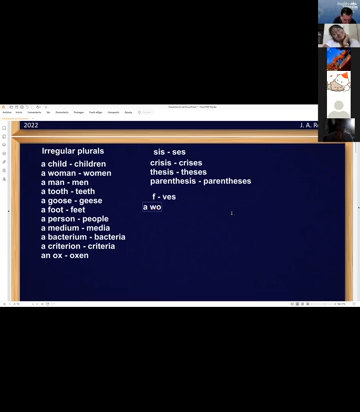 2022
J. A. R
Irregular plurals
a child - children
a woman - women
a man - men
a tooth - teeth
a goose - geese
a foot - feet
a person - people
a medium - media
a bacterium - bacteria
a criterion - criteria
an ox - oxen
sis - ses
crisis - crises
thesis - theses
parenthesis - parentheses
f - ves
a wo